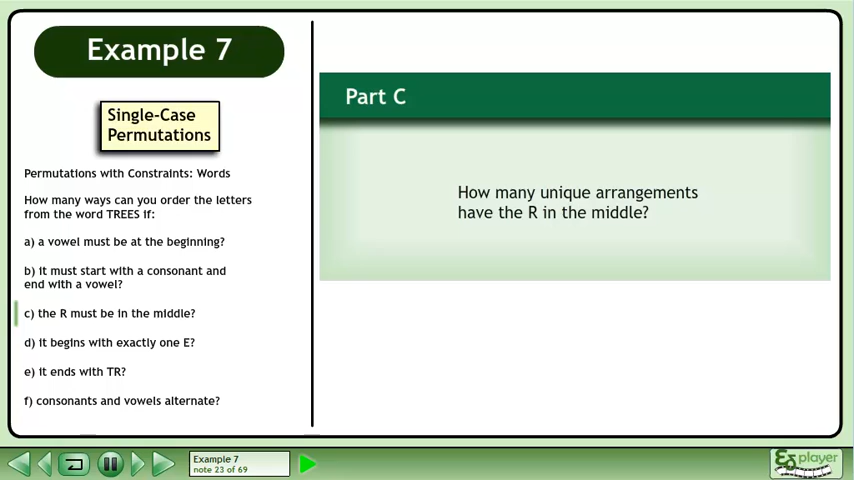 Example 7
Single-Case
Permutations
Permutations with Constraints: Words
How many ways can you order the letters
from the word TREES if:
a) a vowel must be at the beginning?
b) it must start with a consonant and
end with a vowel?
c) the R must be in the middle?
d) it begins with exactly one E?
e) it ends with TR?
f) consonants and vowels alternate?
Part C
How many unique arrangements
have the R in the middle?
Example 7
note 23 of 69
player